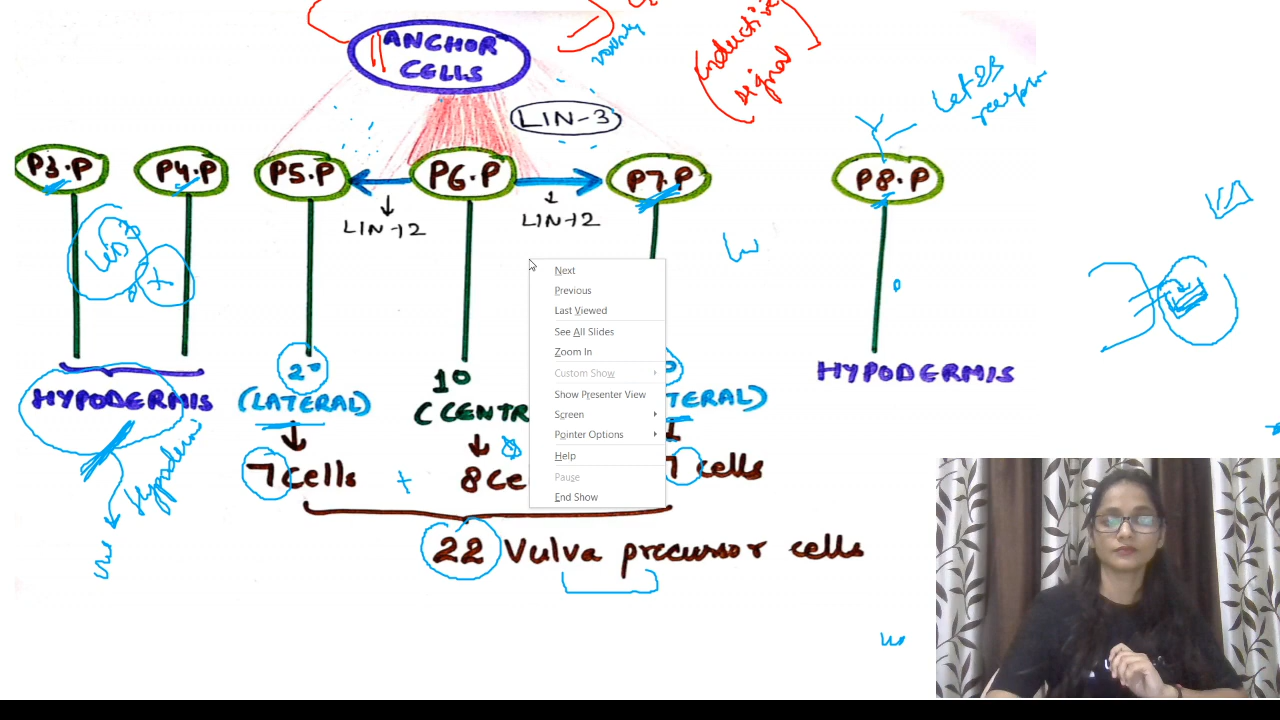 ANCHOR
CELLS
Inductive
signal
LIN-3
Let 23
receptor
P3.P
P4.P
P5.P
P6.P
P7.P
P8.P
LIN-12
LIN-12
Next
Previous
Last Viewed
See All Slides
Zoom In
Custom Show
Show Presenter View
Screen
Pointer Options
Help
Pause
End Show
HYPODERMIS
2°
(LATERAL)
1°
(CENTR
TERAL)
HYPODERMIS
7 cells
+
8 Ce
7 cells
22 Vulva precursor cells